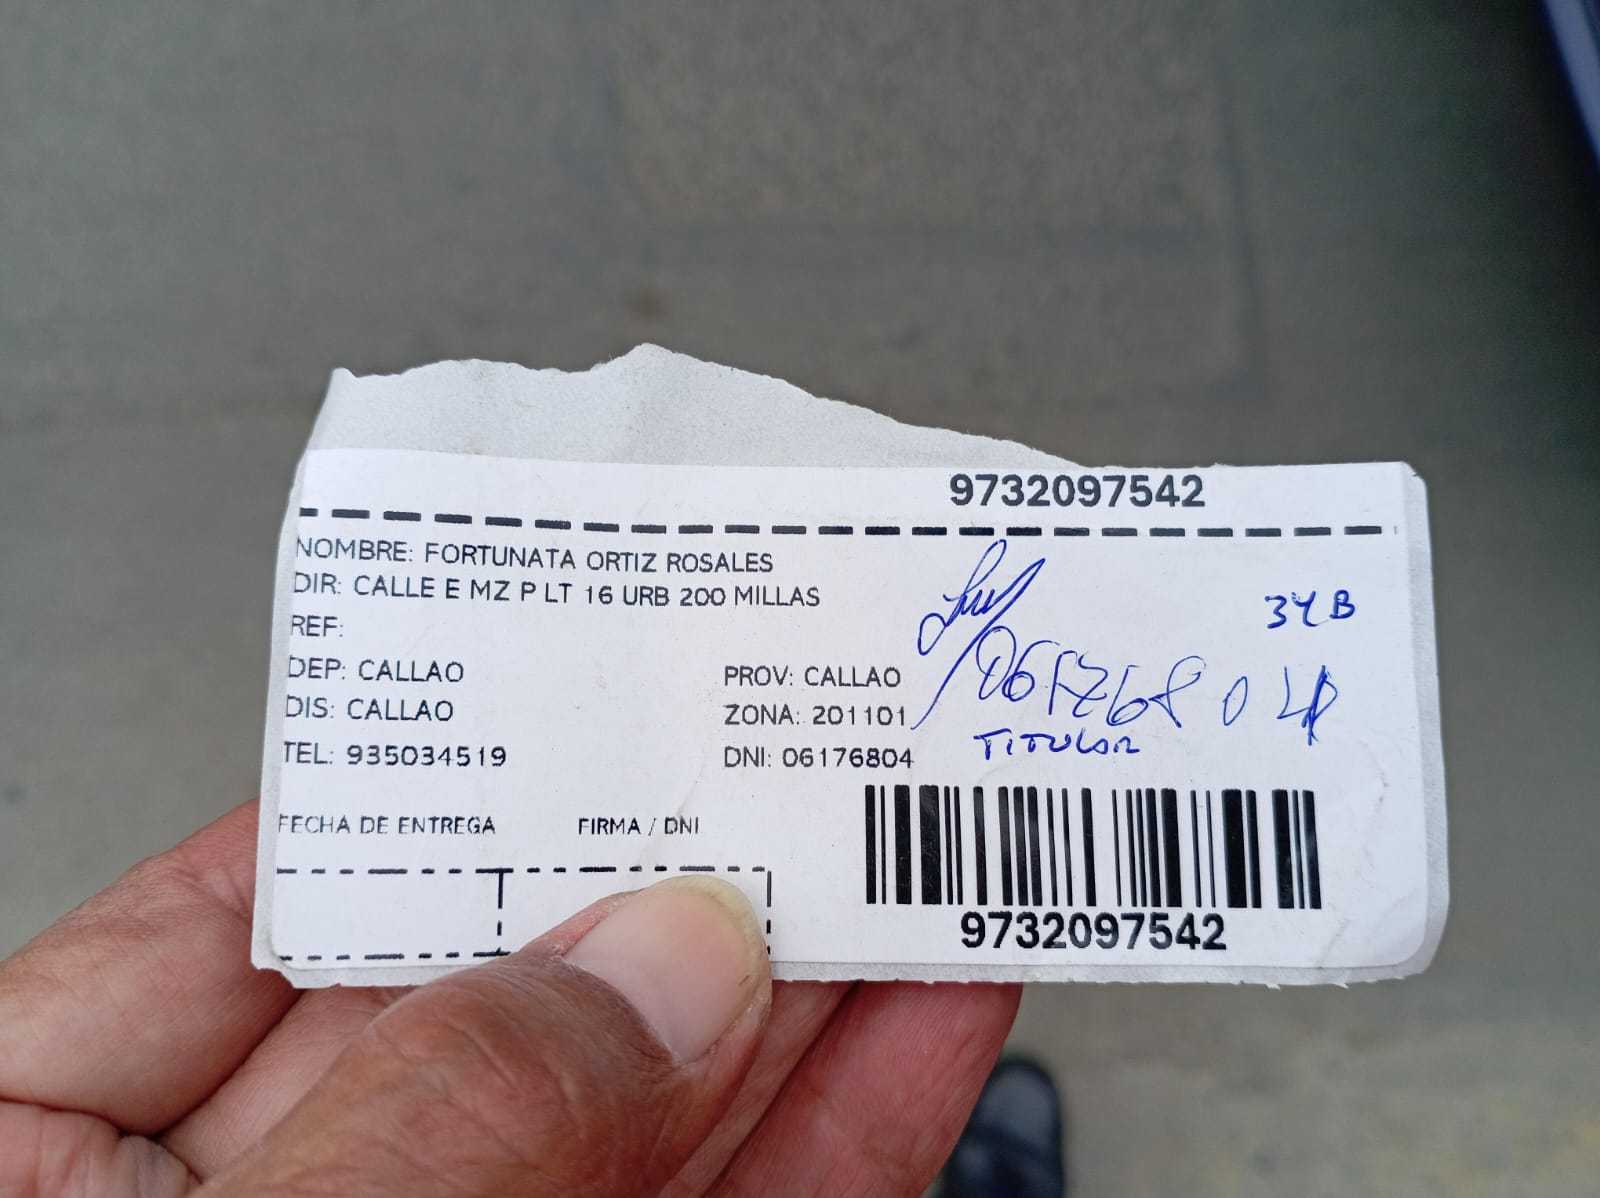 9732097542
NOMBRE: FORTUNATA ORTIZ ROSALES
DIR: CALLE E MZ P LT 16 URB 200 MILLAS
34B
REF:
DEP: CALLAO
PROV: CALLAO
06176804
DIS: CALLAO
ZONA: 201101
TITULAR
TEL: 935034519
DNI: 06176804
FECHA DE ENTREGA
FIRMA / DNI
9732097542